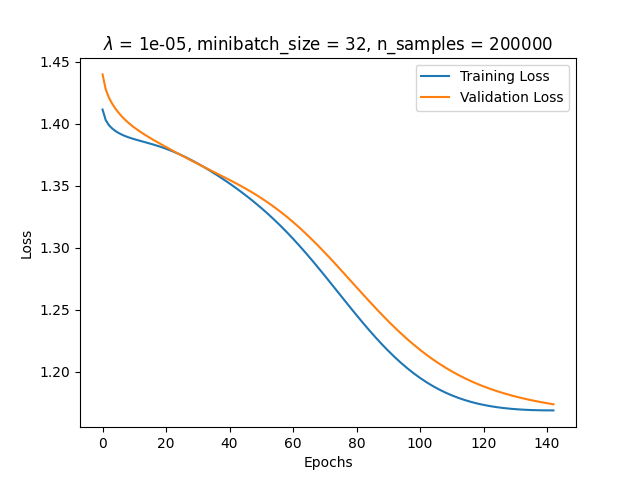 λ = 1e-05, minibatch_size = 32, n_samples = 200000
Training Loss
Validation Loss
1.45
1.40
1.35
1.30
1.25
1.20
Loss
0 20 40 60 80 100 120 140
Epochs